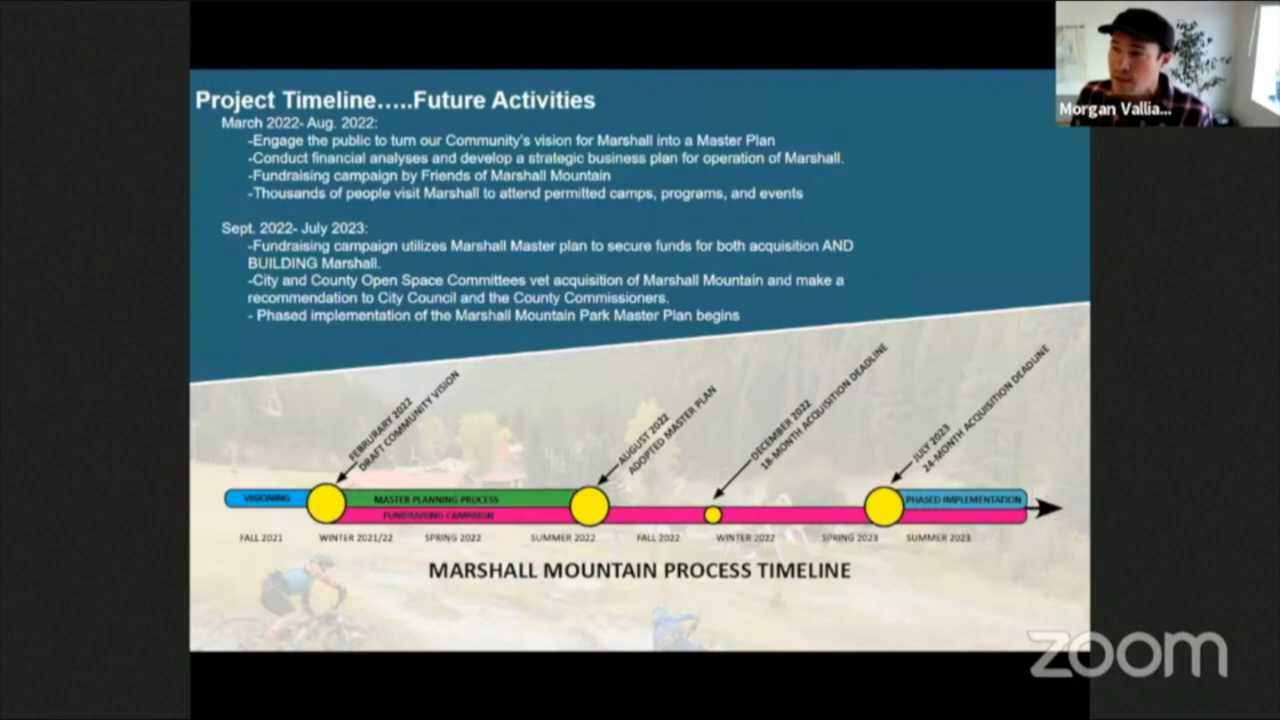 Project Timeline.....Future Activities
March 2022- Aug. 2022:
-Engage the public to turn our Community's vision for Marshall into a Master Plan
-Conduct financial analyses and develop a strategic business plan for operation of Marshall.
-Fundraising campaign by Friends of Marshall Mountain
-Thousands of people visit Marshall to attend permitted camps, programs, and events
Sept. 2022- July 2023:
-Fundraising campaign utilizes Marshall Master plan to secure funds for both acquisition AND
BUILDING Marshall.
-City and County Open Space Committees vet acquisition of Marshall Mountain and make a
recommendation to City Council and the County Commissioners.
- Phased implementation of the Marshall Mountain Park Master Plan begins
FEBRURARY 2022
DRAFT COMMUNITY VISION
AUGUST 2022
ADOPTED MASTER PLAN
DECEMBER 2022
18-MONTH ACQUISITION DEADLINE
JULY 2023
24-MONTH ACQUISITION DEADLINE
VISIONING
MASTER PLANNING PROCESS
PHASED IMPLEMENTATION
FUNDRAISING CAMPAIGN
FALL 2021 WINTER 2021/22 SPRING 2022 SUMMER 2022 FALL 2022 WINTER 2022 SPRING 2023 SUMMER 2023
MARSHALL MOUNTAIN PROCESS TIMELINE
Morgan Vallia...
zoom